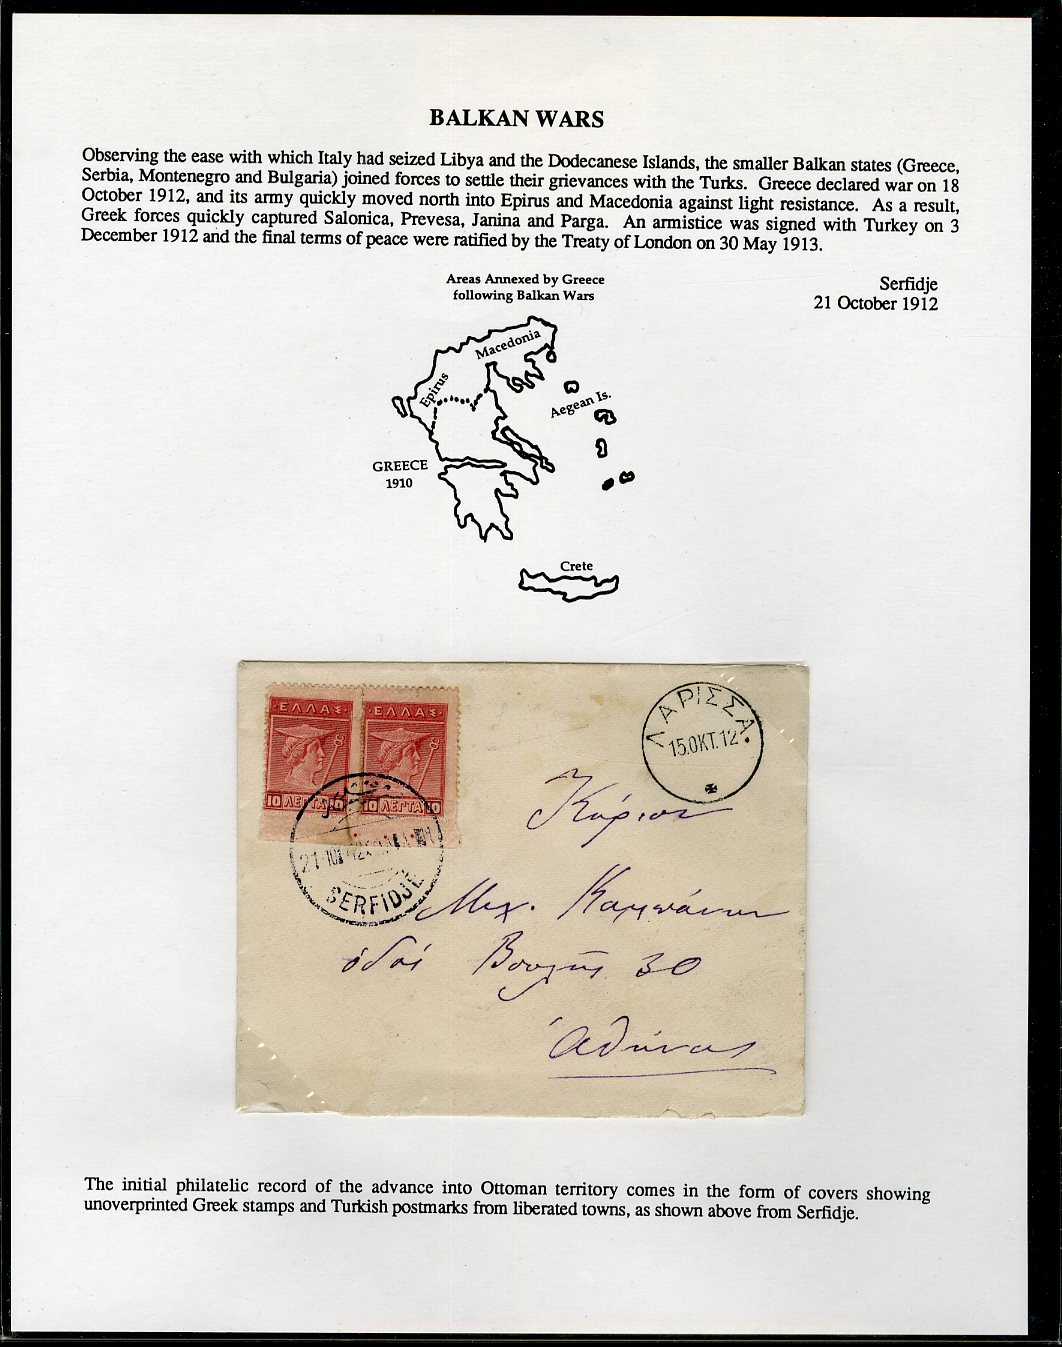 BALKAN WARS
Observing the ease with which Italy had seized Libya and the Dodecanese Islands, the smaller Balkan states (Greece,
Serbia, Montenegro and Bulgaria) joined forces to settle their grievances with the Turks. Greece declared war on 18
October 1912, and its army quickly moved north into Epirus and Macedonia against light resistance. As a result,
Greek forces quickly captured Salonica, Prevesa, Janina and Parga. An armistice was signed with Turkey on 3
December 1912 and the final terms of peace were ratified by the Treaty of London on 30 May 1913.
Areas Annexed by Greece
following Balkan Wars
Serfidje
21 October 1912
Macedonia
Epirus
Aegean Is.
GREECE
1910
Crete
ΕΛΛΑΣ ΕΛΛΑΣ
10 ΛΕΠΤΑ 10 10 ΛΕΠΤΑ 10
SERFIDJÉ
ΛΑΡΙΣΣΑ
15.ΟΚΤ.12
Κύριον
Μιχ.
ὁδός Βουλῆς 30
Ἀθήνας
The initial philatelic record of the advance into Ottoman territory comes in the form of covers showing
unoverprinted Greek stamps and Turkish postmarks from liberated towns, as shown above from Serfidje.